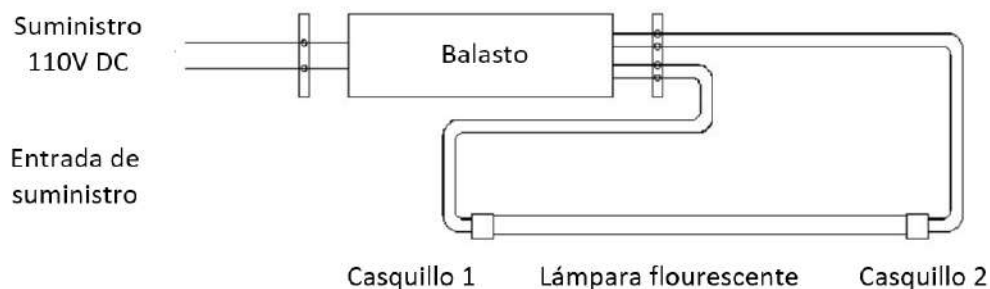 Suministro
110V DC
Balasto
Entrada de
suministro
Casquillo 1 Lámpara flourescente Casquillo 2